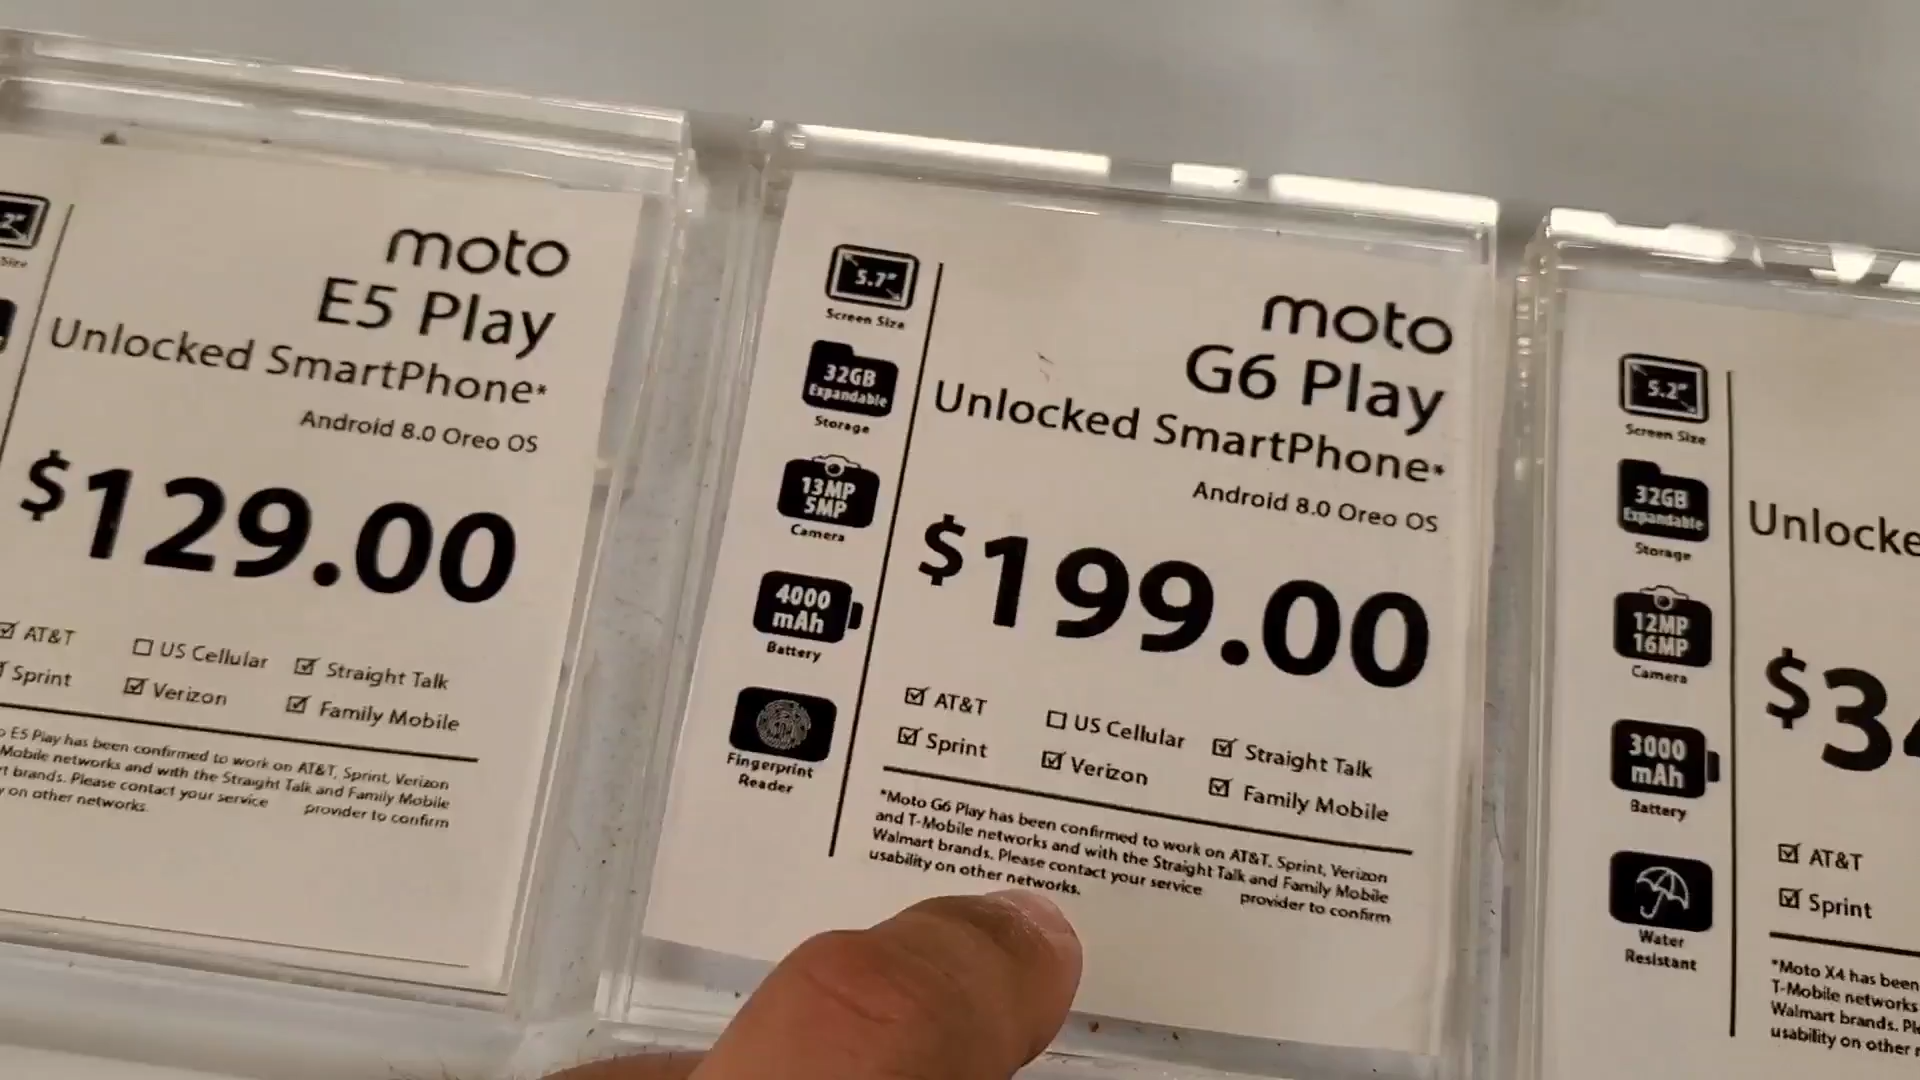 2"
Size
moto
E5 Play
Unlocked SmartPhone*
Android 8.0 Oreo OS
$129.00
AT&T
US Cellular
Straight Talk
Sprint
Verizon
Family Mobile
E5 Play has been confirmed to work on AT&T, Sprint, Verizon
Mobile networks and with the Straight Talk and Family Mobile
brands. Please contact your service provider to confirm
on other networks.
5.7"
Screen Size
32GB
Expandable
Storage
13MP
5MP
Camera
4000
mAh
Battery
Fingerprint
Reader
moto
G6 Play
Unlocked SmartPhone*
Android 8.0 Oreo OS
$199.00
AT&T
US Cellular
Straight Talk
Sprint
Verizon
Family Mobile
*Moto G6 Play has been confirmed to work on AT&T, Sprint, Verizon
and T-Mobile networks and with the Straight Talk and Family Mobile
Walmart brands. Please contact your service provider to confirm
usability on other networks.
5.2"
Screen Size
32GB
Expandable
Storage
12MP
16MP
Camera
3000
mAh
Battery
Water
Resistant
Unlocke
$34
AT&T
Sprint
*Moto X4 has been
T-Mobile networks
Walmart brands.
usability on other